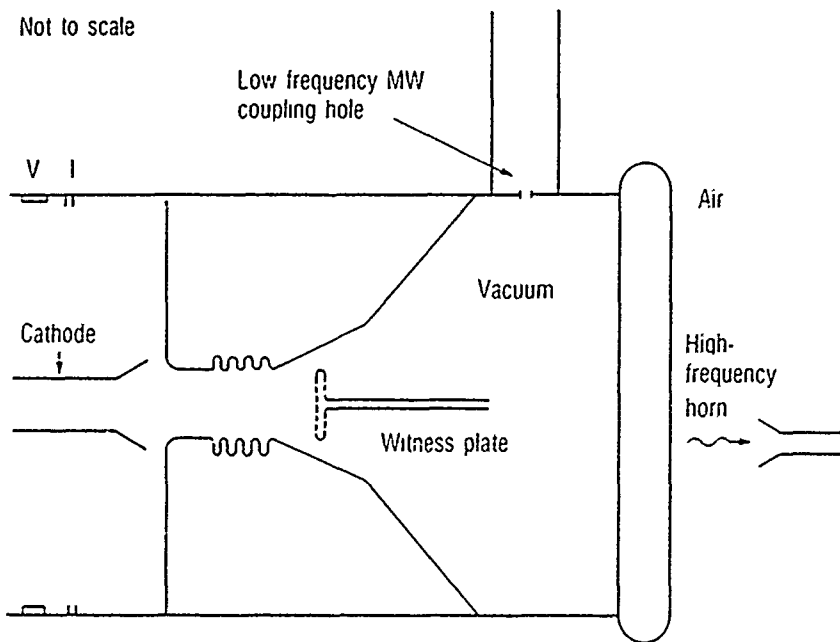 Not to scale
Low frequency MW
coupling hole
V I
Air
Vacuum
Cathode
High-
frequency
horn
Witness plate